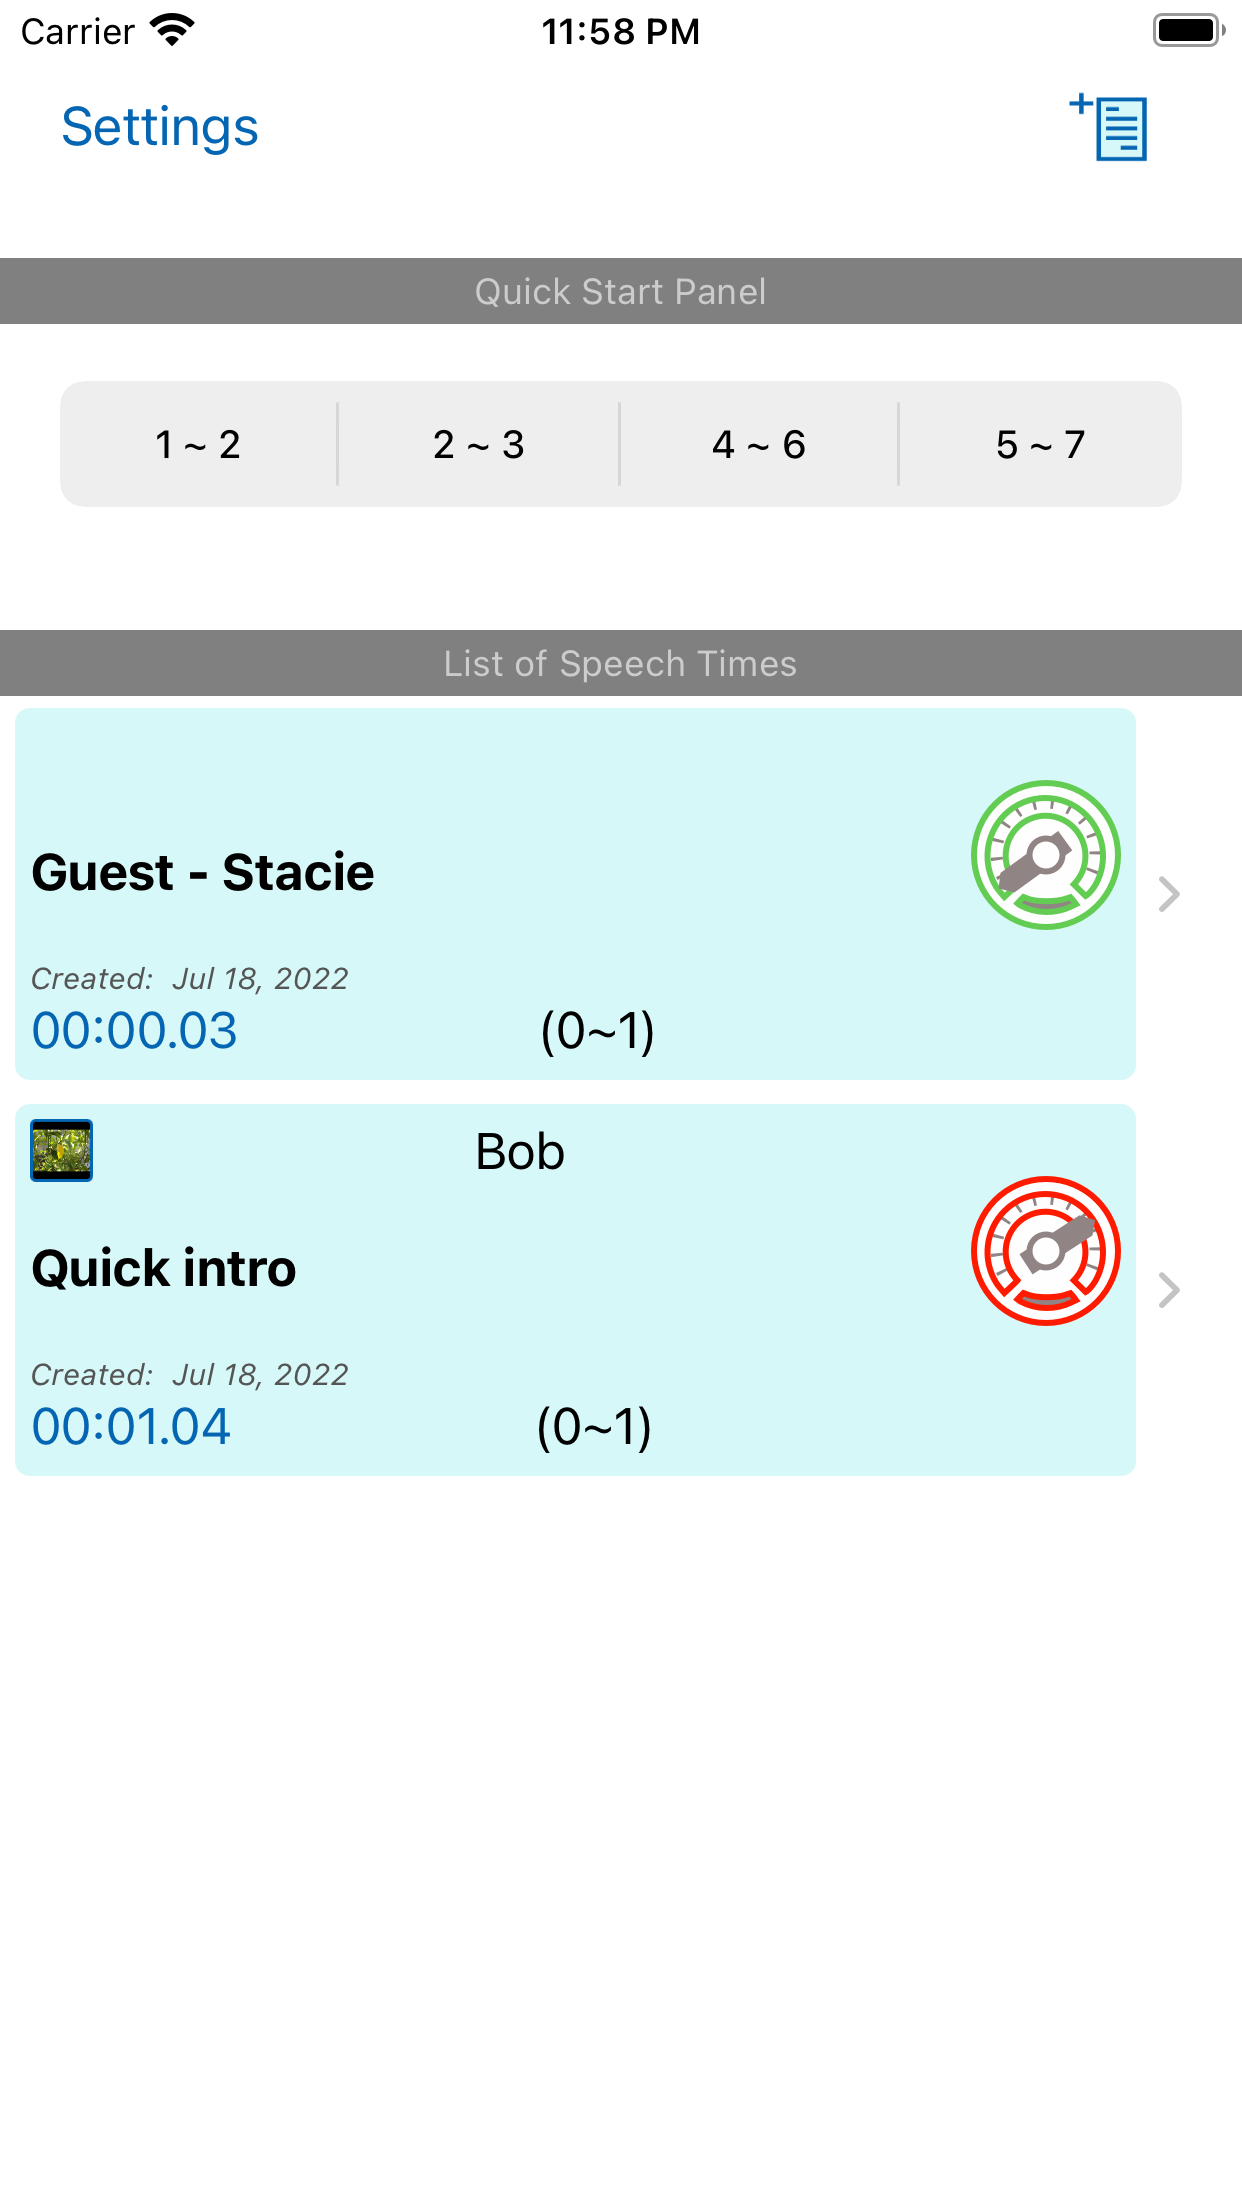 Carrier 11:58 PM
Settings
Quick Start Panel
1 ~ 2 2 ~ 3 4 ~ 6 5 ~ 7
List of Speech Times
Guest - Stacie
Created: Jul 18, 2022
00:00.03 (0~1)
Bob
Quick intro
Created: Jul 18, 2022
00:01.04 (0~1)